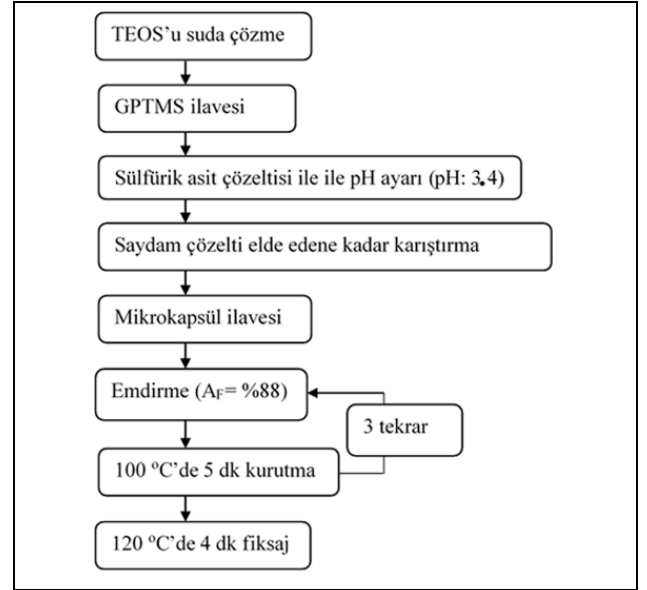 TEOS'u suda çözme
GPTMS ilavesi
Sülfürik asit çözeltisi ile ile pH ayarı (pH: 3.4)
Saydam çözelti elde edene kadar karıştırma
Mikrokapsül ilavesi
Emdirme (AF= %88)
3 tekrar
100 ºC'de 5 dk kurutma
120 ºC'de 4 dk fiksaj